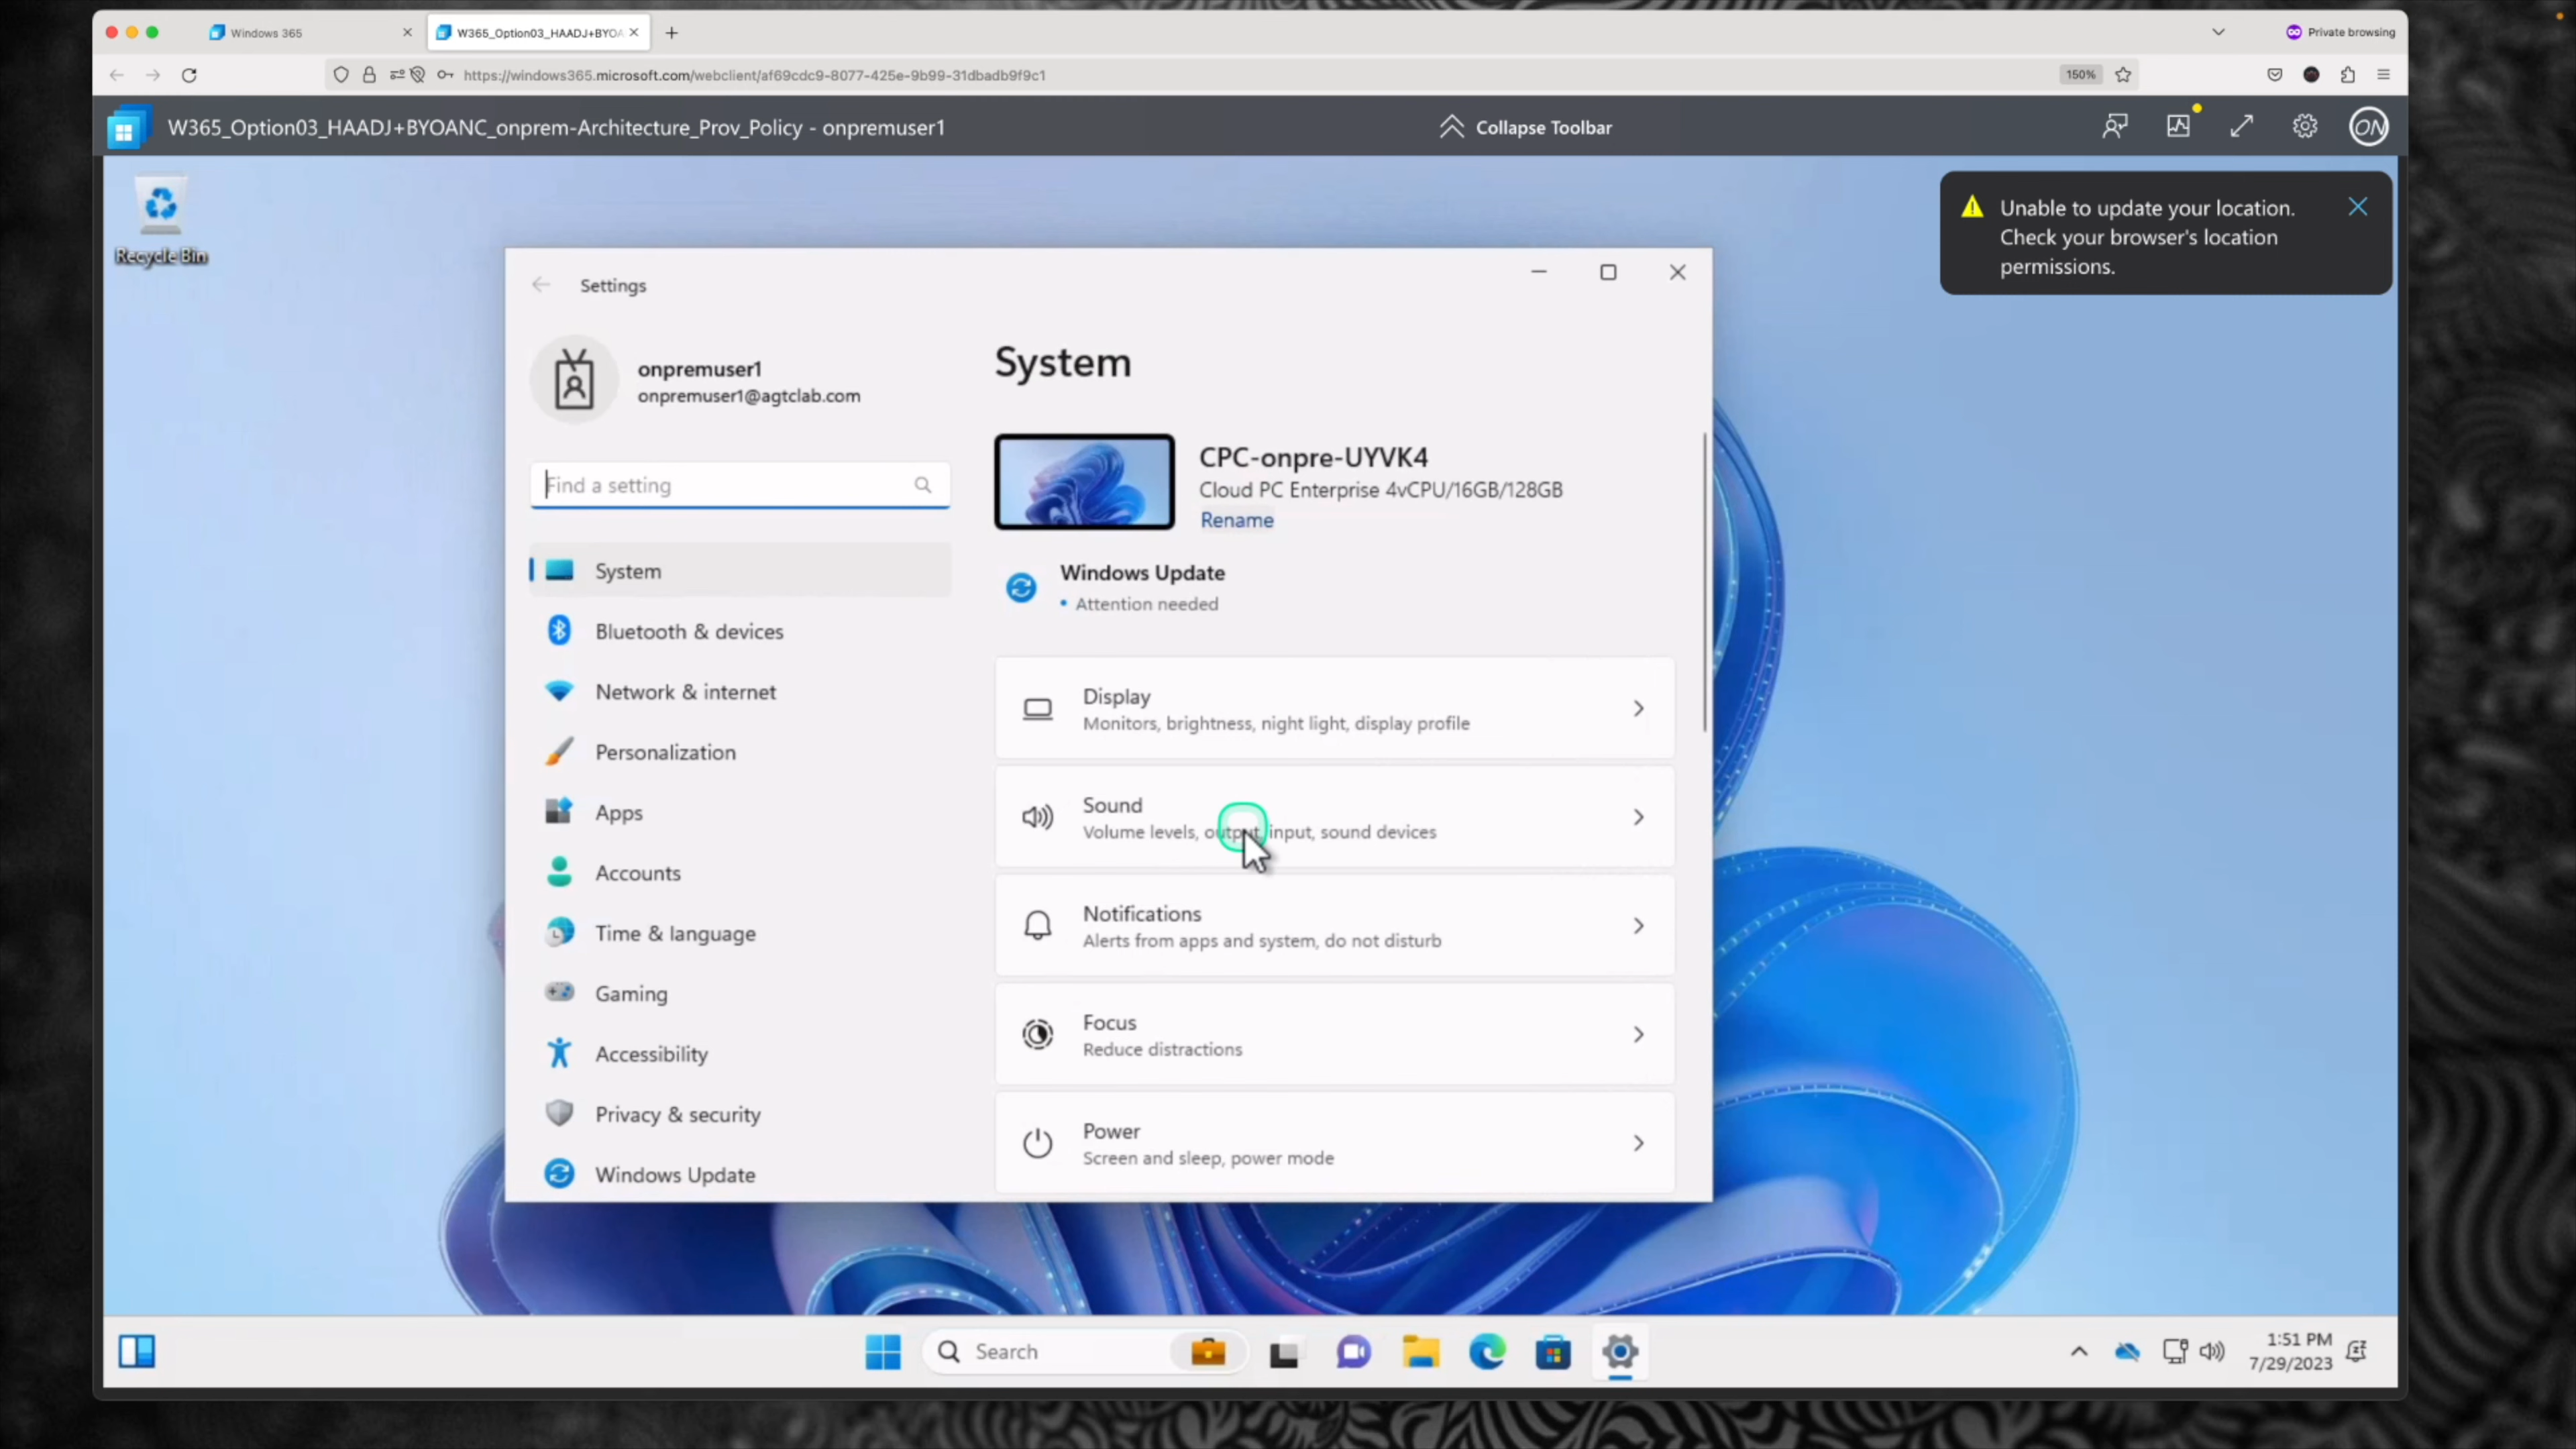 Windows 365
W365_Option03_HAADJ+BYOA
Private browsing
https://windows365.microsoft.com/webclient/af69cdc9-8077-425e-9b99-31dbadb9f9c1
150%
W365_Option03_HAADJ+BYOANC_onprem-Architecture_Prov_Policy - onpremuser1
Collapse Toolbar
ON
Recycle Bin
Unable to update your location.
Check your browser's location
permissions.
Settings
onpremuser1
onpremuser1@agtclab.com
Find a setting
System
Bluetooth & devices
Network & internet
Personalization
Apps
Accounts
Time & language
Gaming
Accessibility
Privacy & security
Windows Update
System
CPC-onpre-UYVK4
Cloud PC Enterprise 4vCPU/16GB/128GB
Rename
Windows Update
• Attention needed
Display
Monitors, brightness, night light, display profile
Sound
Volume levels, output, input, sound devices
Notifications
Alerts from apps and system, do not disturb
Focus
Reduce distractions
Power
Screen and sleep, power mode
Search
1:51 PM
7/29/2023